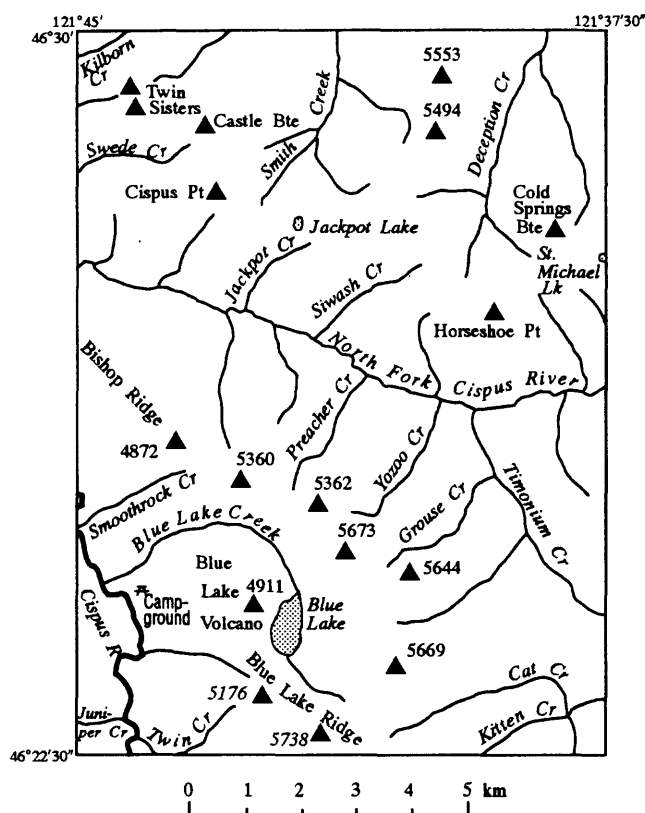 121°45'
121°37'30"
46°30'
Kilborn
Cr
Twin
Sisters
Castle Bte
Creek
Smith
Swede Cr
Cispus Pt
5553
5494
Deception Cr
Cold
Springs
Bte
St.
Michael
Lk
Jackpot Lake
Jackpot Cr
Siwash Cr
Horseshoe Pt
North Fork
Cispus River
Bishop Ridge
4872
Preacher Cr
Yozoo Cr
5360
5362
Smoothrock Cr
Blue Lake Creek
Grouse Cr
Timonium Cr
5673
5644
Blue
Lake
Volcano
4911
Camp-
ground
Blue
Lake
Cispus R
5669
Blue Lake
Ridge
5176
5738
Cat Cr
Kitten Cr
Juni-
per Cr
Twin Cr
46°22'30"
0 1 2 3 4 5 km